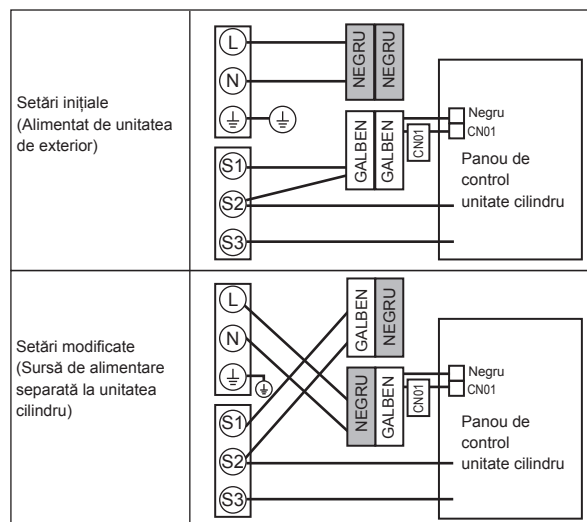 Setări inițiale
(Alimentat de unitatea
de exterior)
L
N
S1
S2
S3
NEGRU
NEGRU
GALBEN
GALBEN
CN01
Negru
CN01
Panou de
control
unitate cilindru
Setări modificate
(Sursă de alimentare
separată la unitatea
cilindru)
L
N
S1
S2
S3
GALBEN
NEGRU
NEGRU
GALBEN
CN01
Negru
CN01
Panou de
control
unitate cilindru